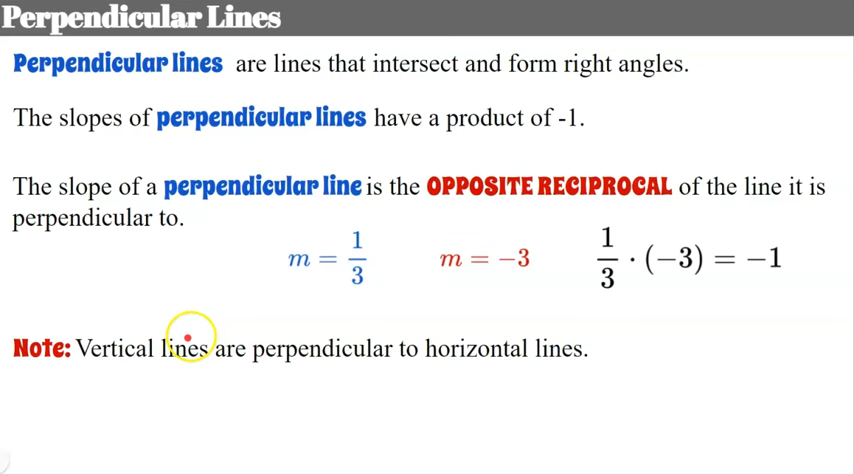 Perpendicular Lines
Perpendicular lines are lines that intersect and form right angles.
The slopes of perpendicular lines have a product of -1.
The slope of a perpendicular line is the OPPOSITE RECIPROCAL of the line it is
perpendicular to.
m = 1/3 m = −3 1/3 · (−3) = −1
Note: Vertical lines are perpendicular to horizontal lines.